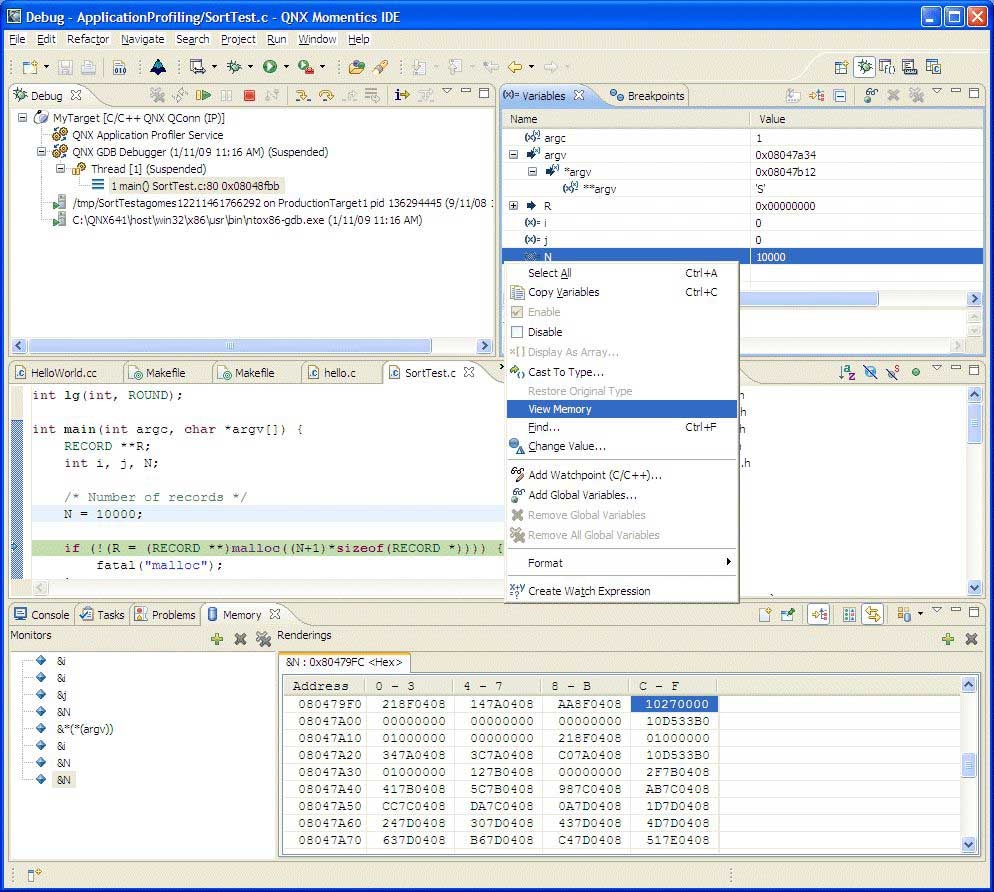 Debug - ApplicationProfiling/SortTest.c - QNX Momentics IDE
File Edit Refactor Navigate Search Project Run Window Help
Debug
MyTarget [C/C++ QNX QConn (IP)]
QNX Application Profiler Service
QNX GDB Debugger (1/11/09 11:16 AM) (Suspended)
Thread [1] (Suspended)
1 main() SortTest.c:80 0x08048fbb
/tmp/SortTestagomes12211461766292 on ProductionTarget1 pid 136294445 (9/11/08
C:\QNX641\host\win32\x86\usr\bin\ntox86-gdb.exe (1/11/09 11:16 AM)
Variables Breakpoints
Name Value
argc 1
argv 0x08047a34
*argv 0x08047b12
**argv 'S'
R 0x00000000
i 0
j 0
N 10000
Select All Ctrl+A
Copy Variables Ctrl+C
Enable
Disable
Display As Array...
Cast To Type...
Restore Original Type
View Memory
Find... Ctrl+F
Change Value...
Add Watchpoint (C/C++)...
Add Global Variables...
Remove Global Variables
Remove All Global Variables
Format
Create Watch Expression
HelloWorld.cc Makefile Makefile hello.c SortTest.c
int lg(int, ROUND);
int main(int argc, char *argv[]) {
RECORD **R;
int i, j, N;
/* Number of records */
N = 10000;
if (!(R = (RECORD **)malloc((N+1)*sizeof(RECORD *)))) {
fatal("malloc");
Console Tasks Problems Memory
Monitors
&i
&i
&j
&N
&*(*(argv))
&i
&N
&N
Renderings
&N : 0x80479FC <Hex>
Address 0 - 3 4 - 7 8 - B C - F
080479F0 218F0408 147A0408 AA8F0408 10270000
08047A00 00000000 00000000 00000000 10D533B0
08047A10 01000000 00000000 218F0408 01000000
08047A20 347A0408 3C7A0408 C07A0408 10D533B0
08047A30 01000000 127B0408 00000000 2F7B0408
08047A40 417B0408 5C7B0408 987C0408 AB7C0408
08047A50 CC7C0408 DA7C0408 0A7D0408 1D7D0408
08047A60 247D0408 307D0408 437D0408 4D7D0408
08047A70 637D0408 B67D0408 C47D0408 517E0408